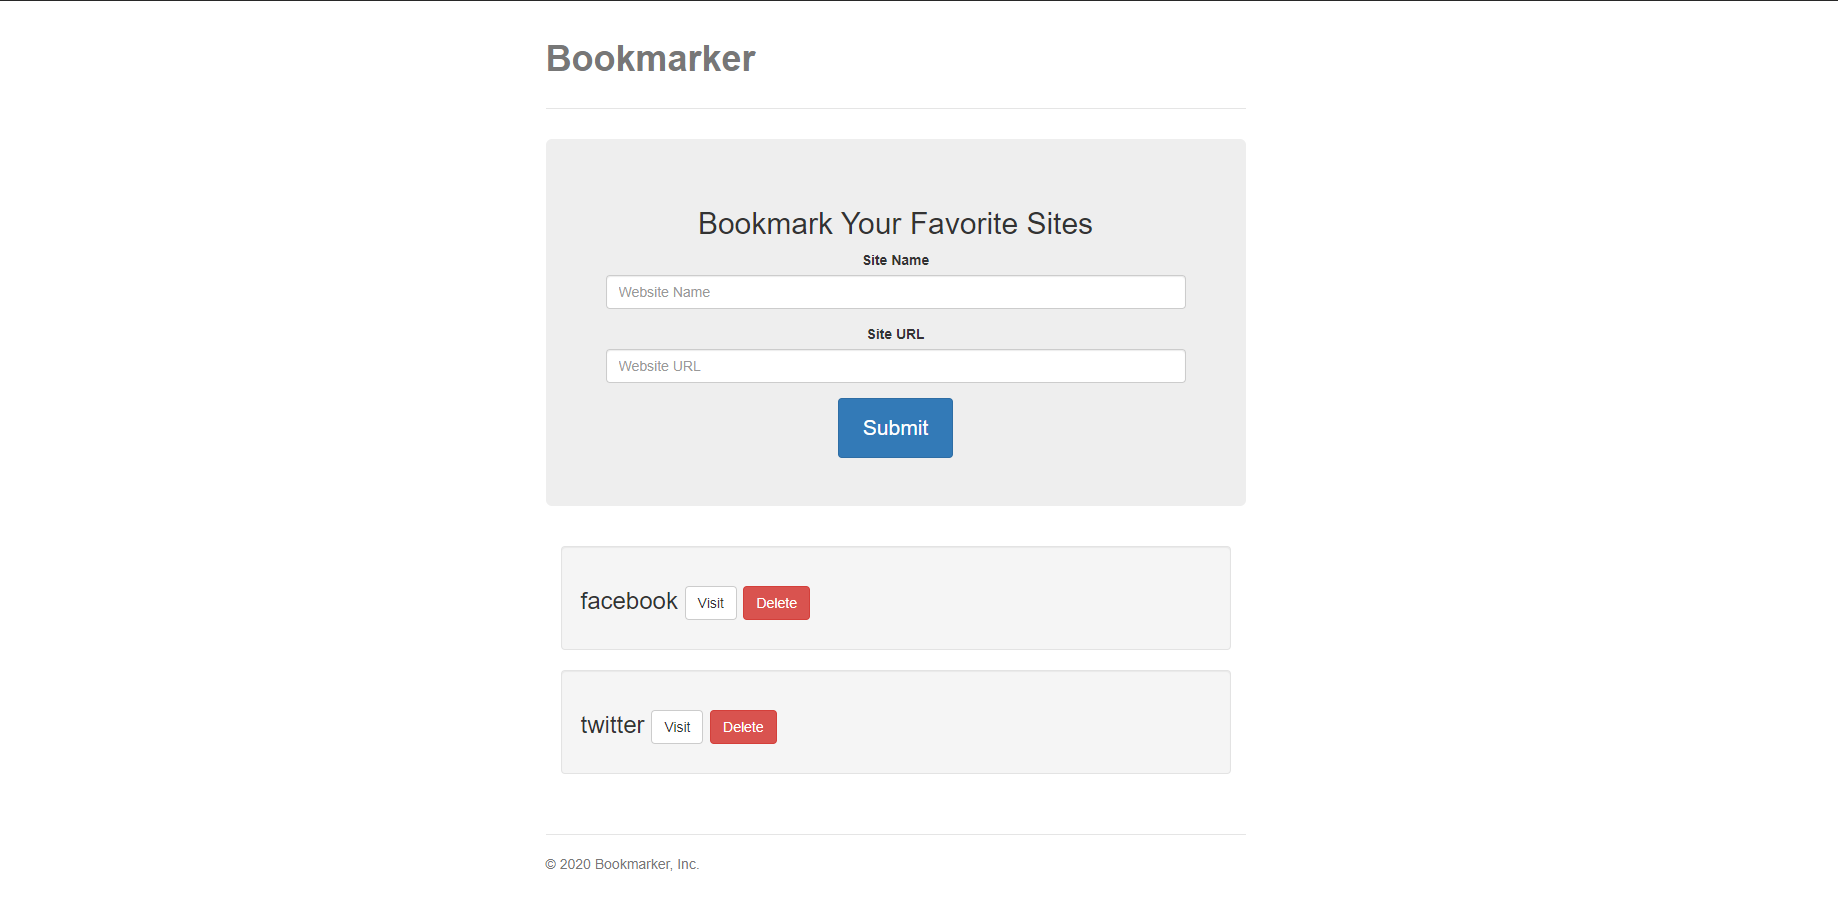 Bookmarker
Bookmark Your Favorite Sites
Site Name
Website Name
Site URL
Website URL
Submit
facebook Visit Delete
twitter Visit Delete
© 2020 Bookmarker, Inc.